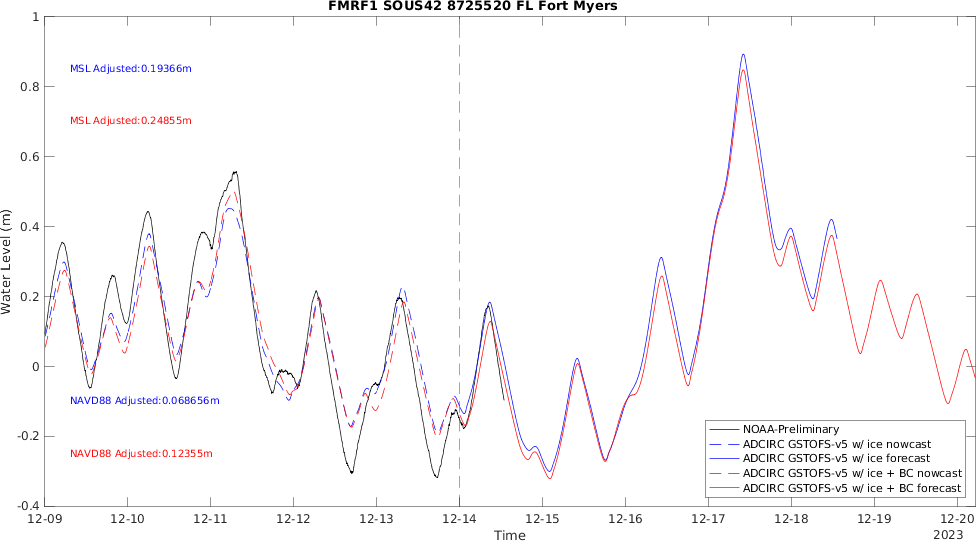 FMRF1 SOUS42 8725520 FL Fort Myers
1
MSL Adjusted:0.19366m
0.8
MSL Adjusted:0.24855m
0.6
0.4
Water Level (m)
0.2
0
NAVD88 Adjusted:0.068656m
-0.2
NAVD88 Adjusted:0.12355m
-0.4
NOAA-Preliminary
ADCIRC GSTOFS-v5 w/ ice nowcast
ADCIRC GSTOFS-v5 w/ ice forecast
ADCIRC GSTOFS-v5 w/ ice + BC nowcast
ADCIRC GSTOFS-v5 w/ ice + BC forecast
12-09 12-10 12-11 12-12 12-13 12-14 12-15 12-16 12-17 12-18 12-19 12-20
Time
2023